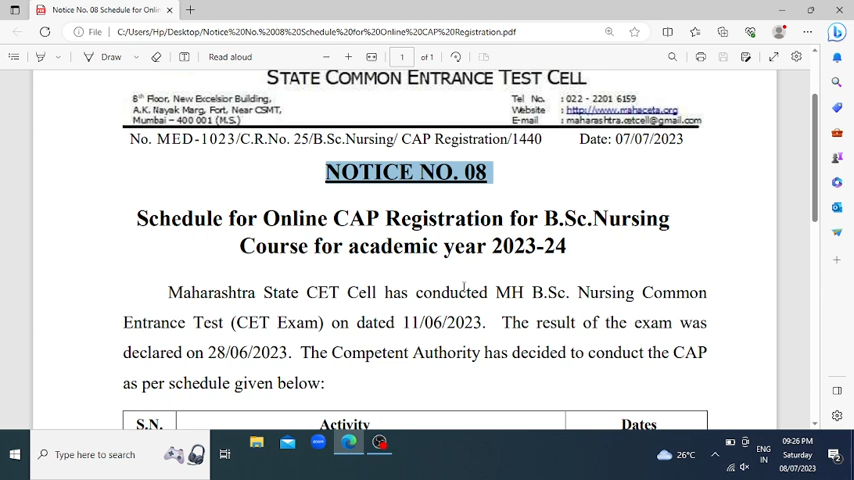 Notice No. 08 Schedule for Onlin
File
C:/Users/Hp/Desktop/Notice%20No.%2008%20Schedule%20for%20Online%20CAP%20Registration.pdf
Draw
Read aloud
1 of 1
STATE COMMON ENTRANCE TEST CELL
8th Floor, New Excelsior Building,
A.K. Nayak Marg, Fort, Near CSMT,
Mumbai – 400 001 (M.S.)
Tel No. : 022 - 2201 6159
Website : http://www.mahaceta.org
E-mail : maharashtra.cetcell@gmail.com
No. MED-1023/C.R.No. 25/B.Sc.Nursing/ CAP Registration/1440 Date: 07/07/2023
NOTICE NO. 08
Schedule for Online CAP Registration for B.Sc.Nursing
Course for academic year 2023-24
Maharashtra State CET Cell has conducted MH B.Sc. Nursing Common
Entrance Test (CET Exam) on dated 11/06/2023. The result of the exam was
declared on 28/06/2023. The Competent Authority has decided to conduct the CAP
as per schedule given below:
S.N. Activity Dates
Type here to search
26°C
ENG
IN
09:26 PM
Saturday
08/07/2023
2